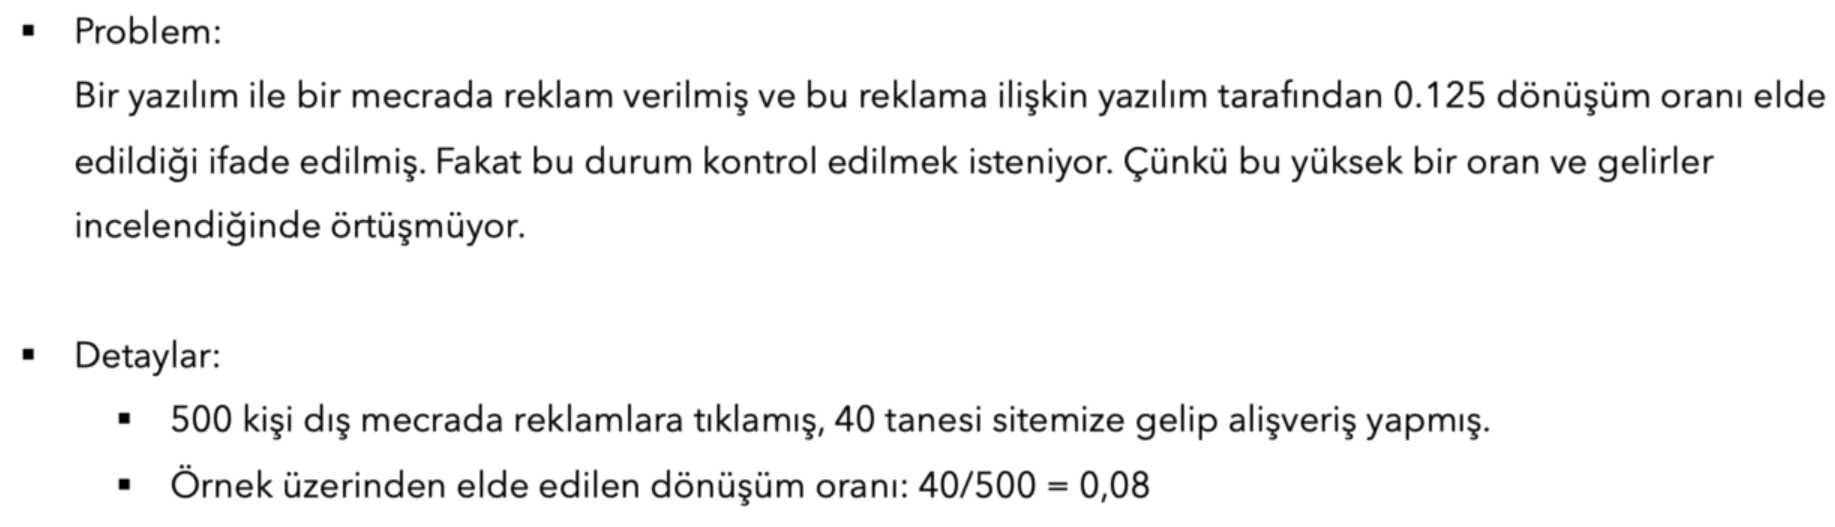 ▪ Problem:
Bir yazılım ile bir mecrada reklam verilmiş ve bu reklama ilişkin yazılım tarafından 0.125 dönüşüm oranı elde
edildiği ifade edilmiş. Fakat bu durum kontrol edilmek isteniyor. Çünkü bu yüksek bir oran ve gelirler
incelendiğinde örtüşmüyor.
▪ Detaylar:
▪ 500 kişi dış mecrada reklamlara tıklamış, 40 tanesi sitemize gelip alişveriş yapmış.
▪ Örnek üzerinden elde edilen dönüşüm oranı: 40/500 = 0,08